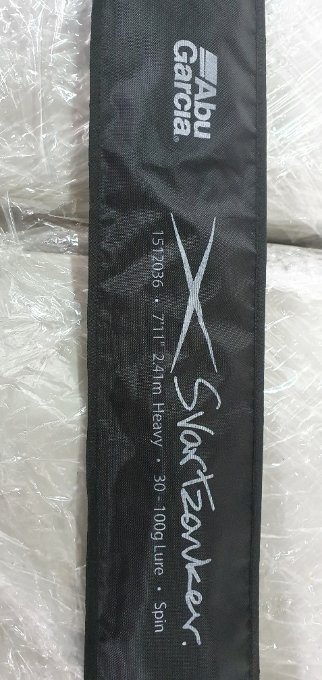 Abu
Garcia®
Svartzonker.
1512036 • 7'11" 2.41m Heavy • 30 - 100g Lure • Spin